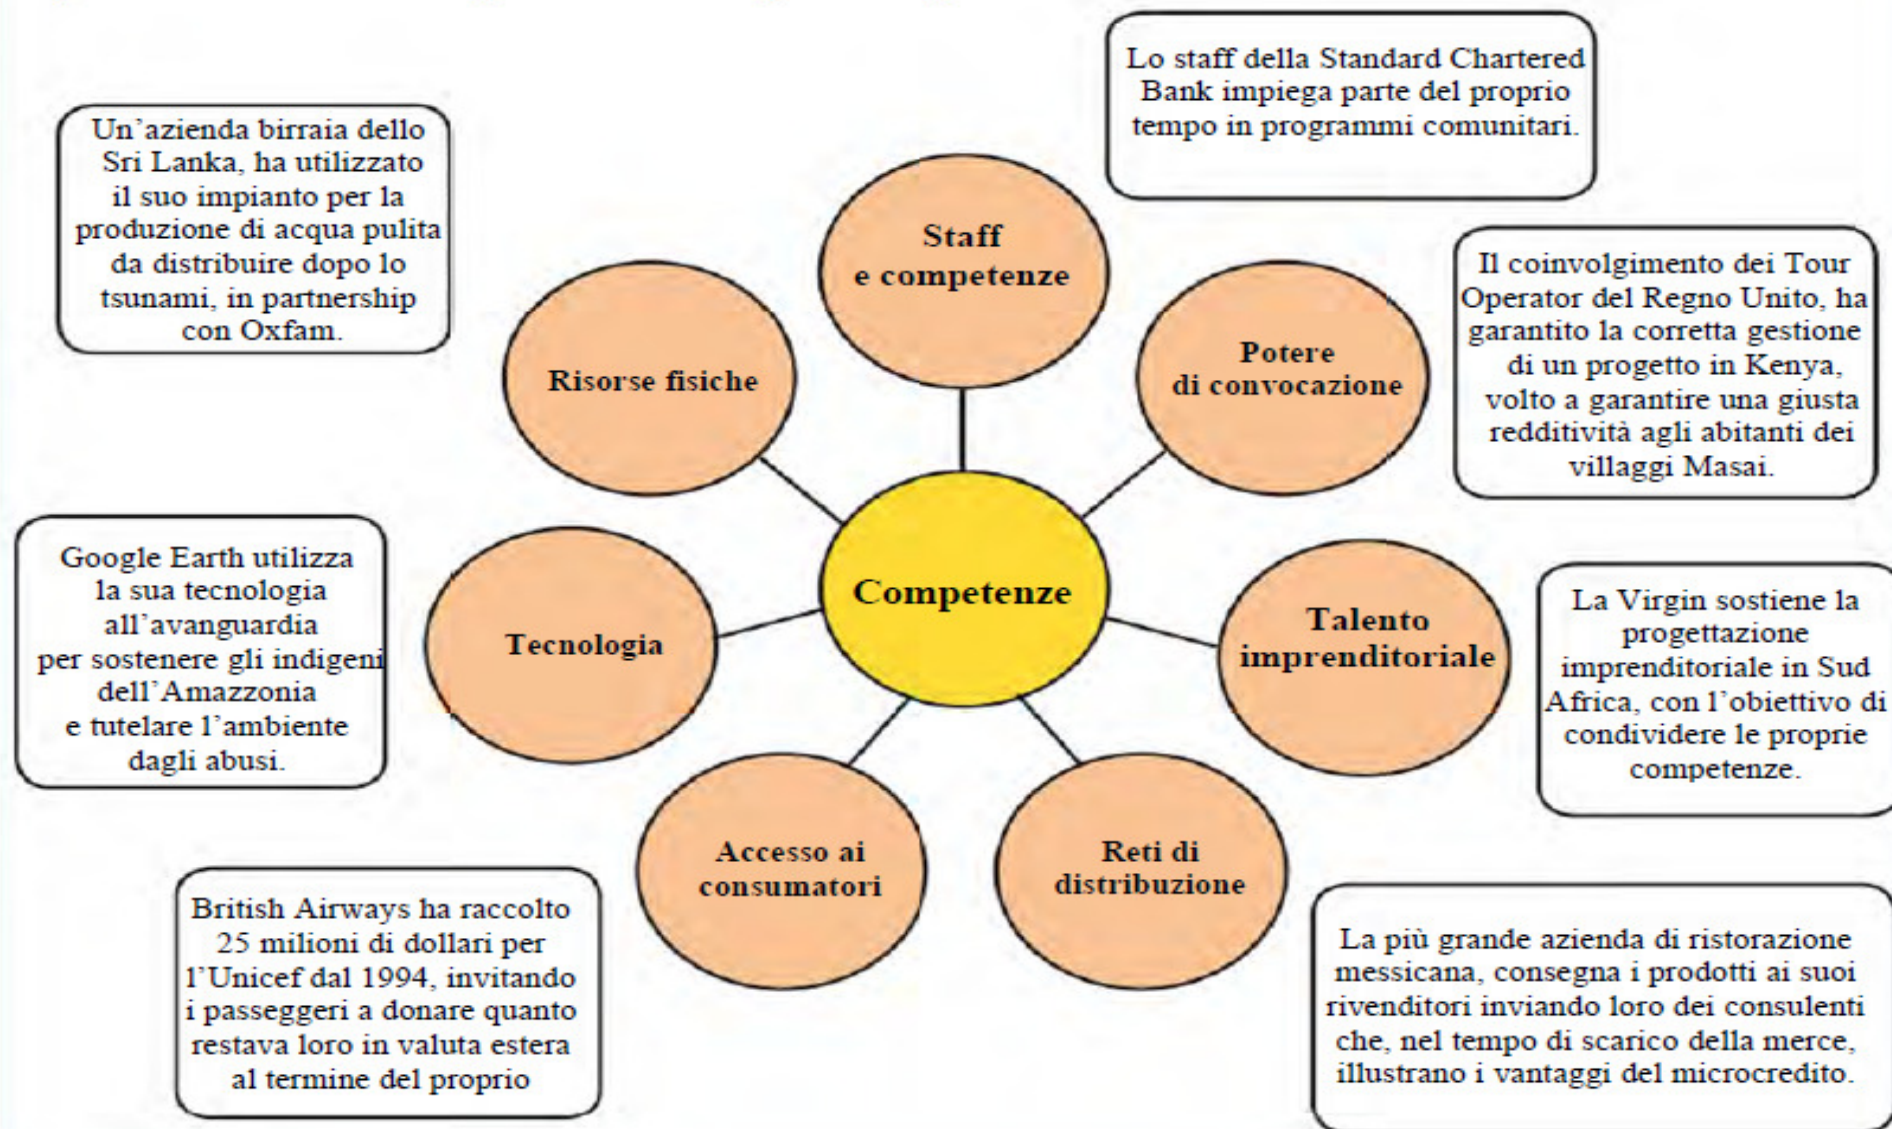 Lo staff della Standard Chartered
Bank impiega parte del proprio
tempo in programmi comunitari.
Un'azienda birraia dello
Sri Lanka, ha utilizzato
il suo impianto per la
produzione di acqua pulita
da distribuire dopo lo
tsunami, in partnership
con Oxfam.
Staff
e competenze
Il coinvolgimento dei Tour
Operator del Regno Unito, ha
garantito la corretta gestione
di un progetto in Kenya,
volto a garantire una giusta
redditività agli abitanti dei
villaggi Masai.
Risorse fisiche
Potere
di convocazione
Google Earth utilizza
la sua tecnologia
all'avanguardia
per sostenere gli indigeni
dell'Amazzonia
e tutelare l'ambiente
dagli abusi.
Tecnologia
Competenze
Talento
imprenditoriale
La Virgin sostiene la
progettazione
imprenditoriale in Sud
Africa, con l'obiettivo di
condividere le proprie
competenze.
Accesso ai
consumatori
Reti di
distribuzione
British Airways ha raccolto
25 milioni di dollari per
l'Unicef dal 1994, invitando
i passeggeri a donare quanto
restava loro in valuta estera
al termine del proprio
La più grande azienda di ristorazione
messicana, consegna i prodotti ai suoi
rivenditori inviando loro dei consulenti
che, nel tempo di scarico della merce,
illustrano i vantaggi del microcredito.